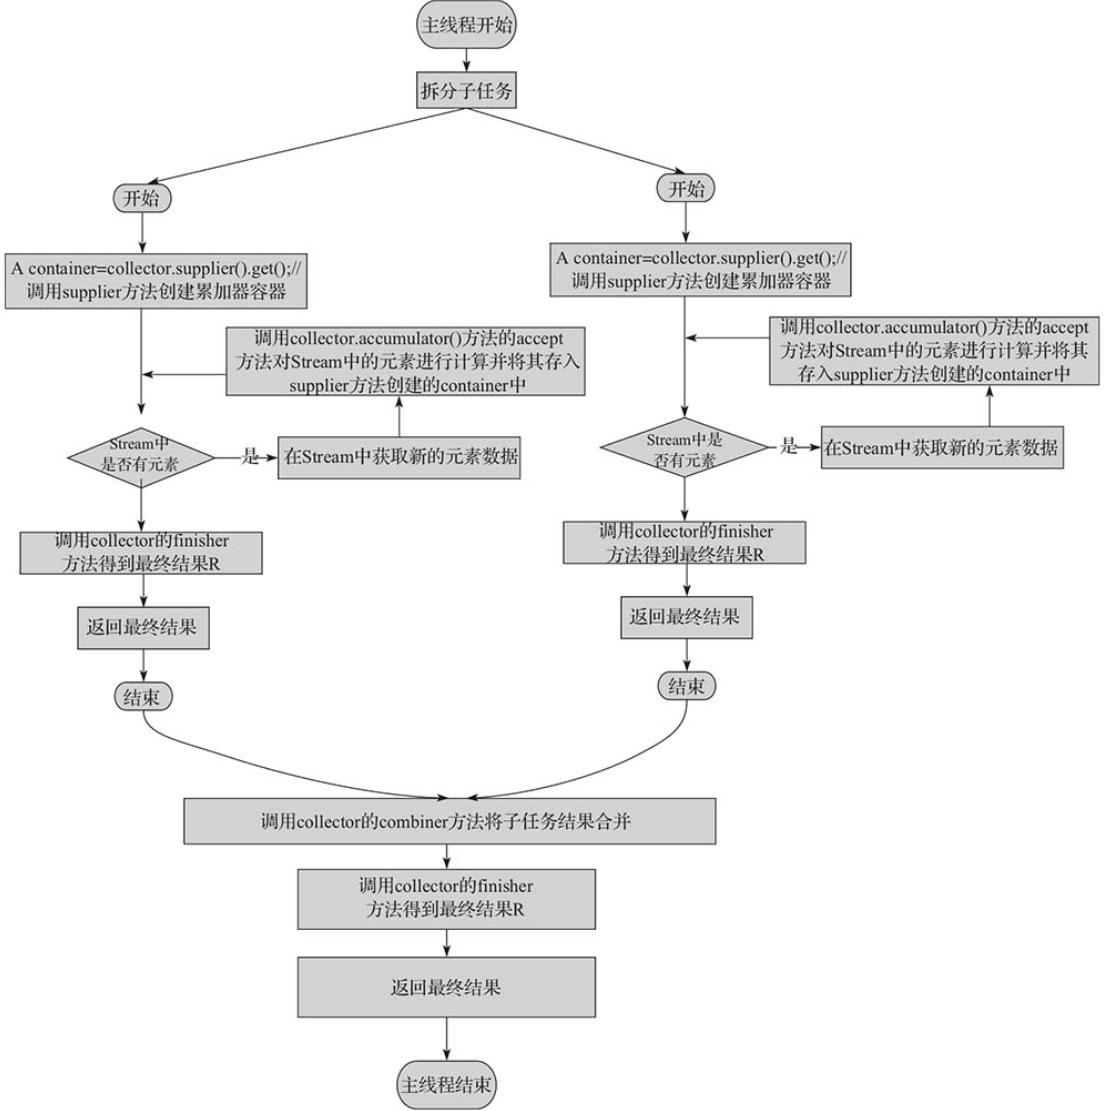 主线程开始
拆分子任务
开始
A container=collector.supplier().get();//
调用supplier方法创建累加器容器
调用collector.accumulator()方法的accept
方法对Stream中的元素进行计算并将其存入
supplier方法创建的container中
Stream中
是否有元素
是
在Stream中获取新的元素数据
调用collector的finisher
方法得到最终结果R
返回最终结果
结束
开始
A container=collector.supplier().get();//
调用supplier方法创建累加器容器
调用collector.accumulator()方法的accept
方法对Stream中的元素进行计算并将其
存入supplier方法创建的container中
Stream中是
否有元素
是
在Stream中获取新的元素数据
调用collector的finisher
方法得到最终结果R
返回最终结果
结束
调用collector的combiner方法将子任务结果合并
调用collector的finisher
方法得到最终结果R
返回最终结果
主线程结束